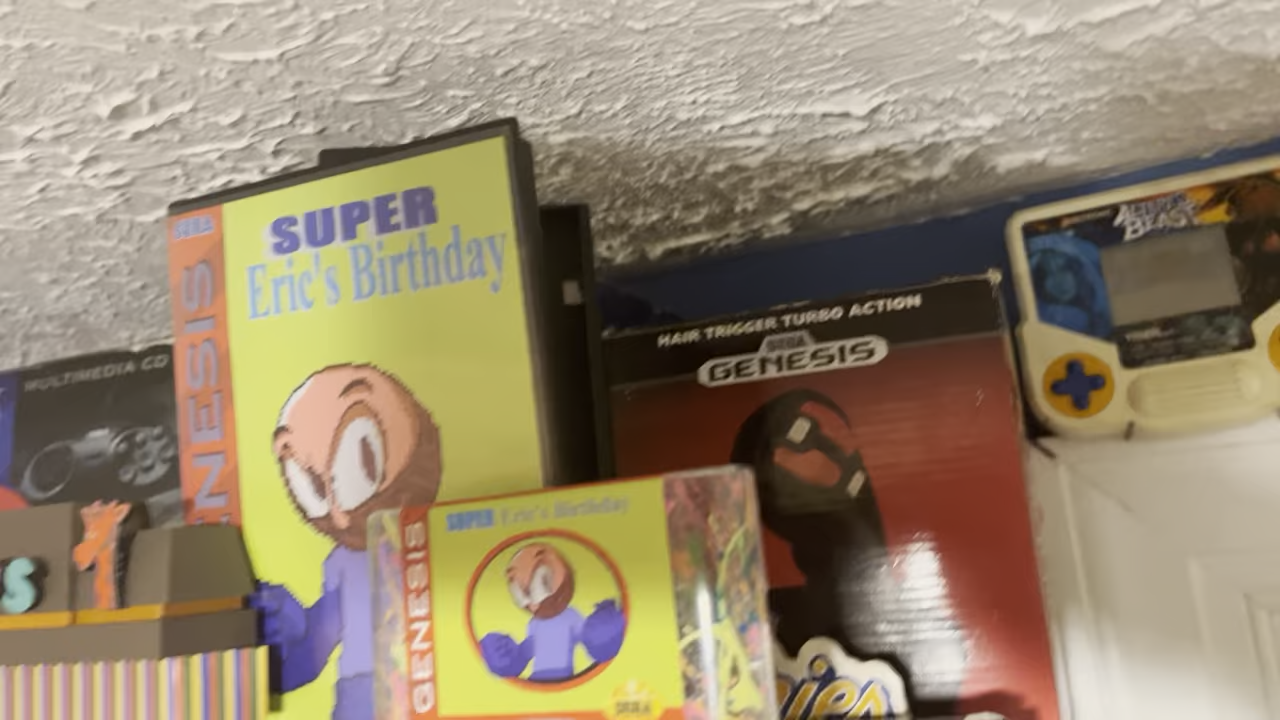 SEGA
GENESIS
SUPER
Eric's Birthday
MULTIMEDIA CD
HAIR TRIGGER TURBO ACTION
SEGA
GENESIS
ALTERED
BEAST
GENESIS
SUPER Eric's Birthday
SEGA
S